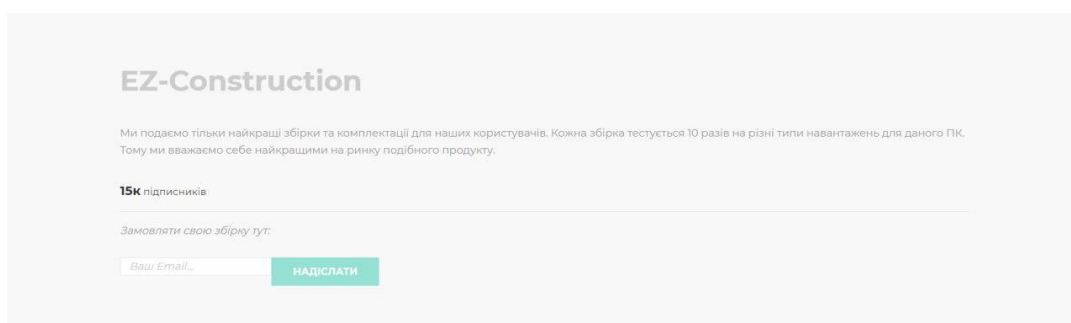 EZ-Construction
Ми подаємо тільки найкращі збірки та комплектації для наших користувачів. Кожна збірка тестується 10 разів на різні типи навантажень для даного ПК.
Тому ми вважаємо себе найкращими на ринку подібного продукту.
15к підписників
Замовляти свою збірку тут:
Ваш Email...
НАДІСЛАТИ